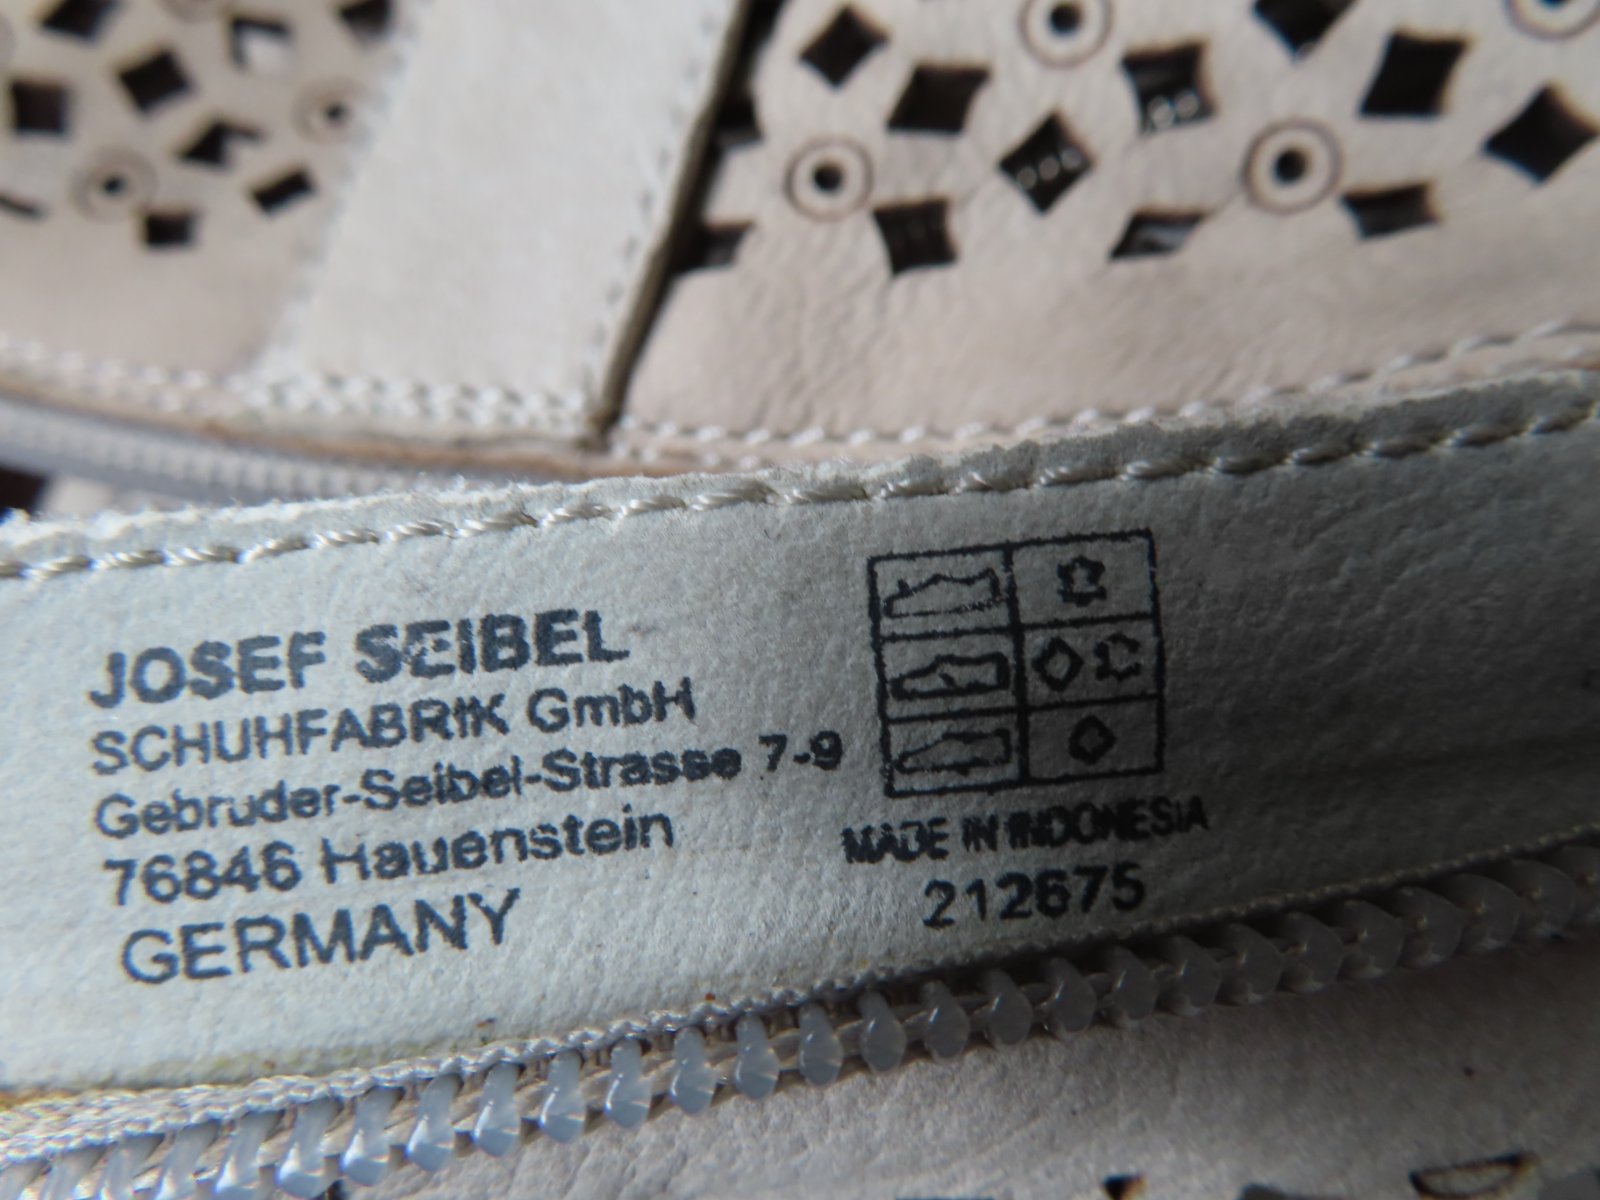 JOSEF SEIBEL
SCHUHFABRIK GmbH
Gebruder-Seibel-Strasse 7-9
76846 Hauenstein
GERMANY
MADE IN INDONESIA
212675